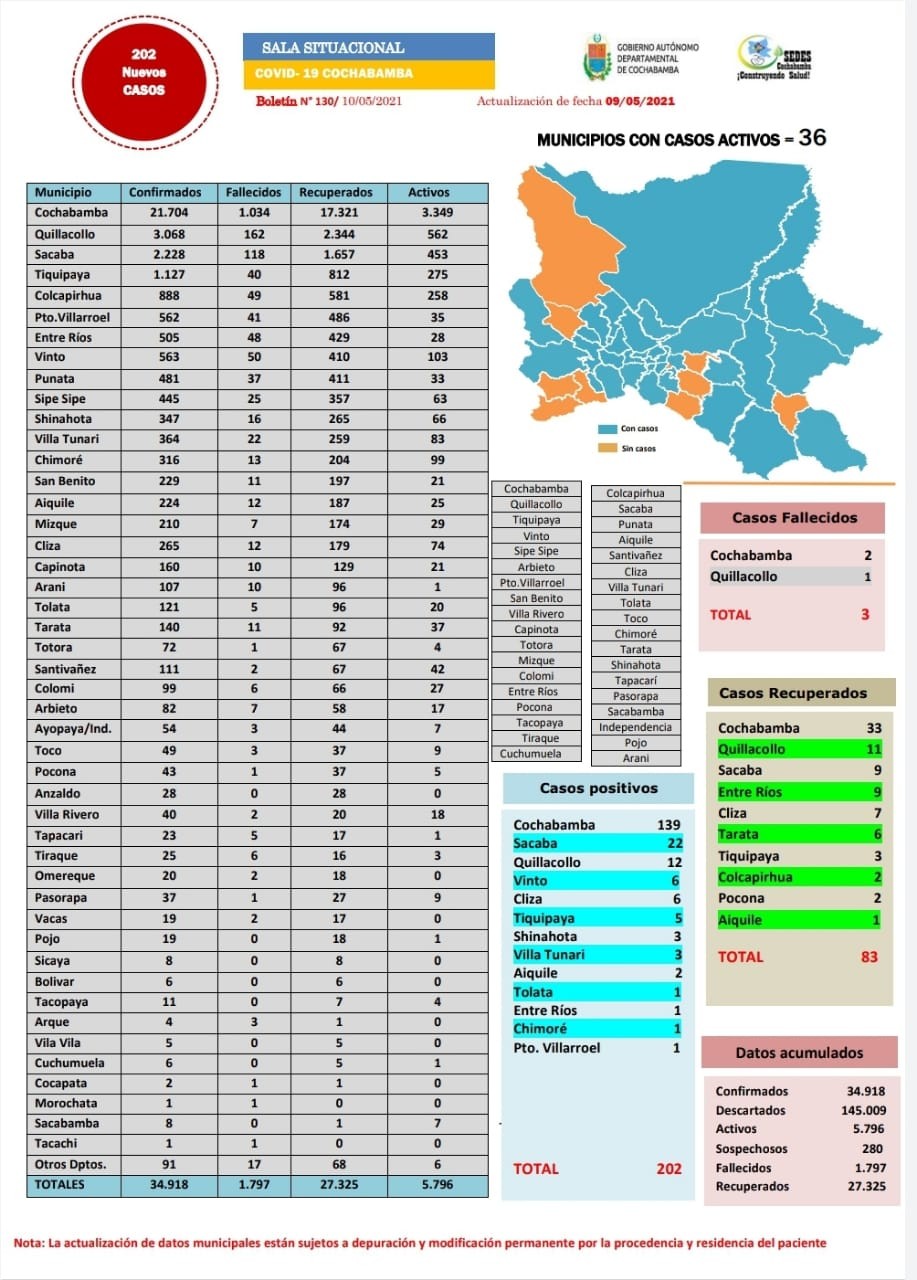 202
Nuevos
CASOS
SALA SITUACIONAL
COVID- 19 COCHABAMBA
Boletín N° 130/ 10/05/2021
GOBIERNO AUTÓNOMO
DEPARTAMENTAL
DE COCHABAMBA
SEDES
Cochabamba
¡Construyendo Salud!
Actualización de fecha 09/05/2021
MUNICIPIOS CON CASOS ACTIVOS = 36
Municipio Confirmados Fallecidos Recuperados Activos
Cochabamba 21.704 1.034 17.321 3.349
Quillacollo 3.068 162 2.344 562
Sacaba 2.228 118 1.657 453
Tiquipaya 1.127 40 812 275
Colcapirhua 888 49 581 258
Pto.Villarroel 562 41 486 35
Entre Ríos 505 48 429 28
Vinto 563 50 410 103
Punata 481 37 411 33
Sipe Sipe 445 25 357 63
Shinahota 347 16 265 66
Villa Tunari 364 22 259 83
Chimoré 316 13 204 99
San Benito 229 11 197 21
Aiquile 224 12 187 25
Mizque 210 7 174 29
Cliza 265 12 179 74
Capinota 160 10 129 21
Arani 107 10 96 1
Tolata 121 5 96 20
Tarata 140 11 92 37
Totora 72 1 67 4
Santivañez 111 2 67 42
Colomi 99 6 66 27
Arbieto 82 7 58 17
Ayopaya/Ind. 54 3 44 7
Toco 49 3 37 9
Pocona 43 1 37 5
Anzaldo 28 0 28 0
Villa Rivero 40 2 20 18
Tapacari 23 5 17 1
Tiraque 25 6 16 3
Omereque 20 2 18 0
Pasorapa 37 1 27 9
Vacas 19 2 17 0
Pojo 19 0 18 1
Sicaya 8 0 8 0
Bolivar 6 0 6 0
Tacopaya 11 0 7 4
Arque 4 3 1 0
Vila Vila 5 0 5 0
Cuchumuela 6 0 5 1
Cocapata 2 1 1 0
Morochata 1 1 0 0
Sacabamba 8 0 1 7
Tacachi 1 1 0 0
Otros Dptos. 91 17 68 6
TOTALES 34.918 1.797 27.325 5.796
Con casos
Sin casos
Cochabamba
Quillacollo
Tiquipaya
Vinto
Sipe Sipe
Arbieto
Pto.Villarroel
San Benito
Villa Rivero
Capinota
Totora
Mizque
Colomi
Entre Ríos
Pocona
Tacopaya
Tiraque
Cuchumuela
Colcapirhua
Sacaba
Punata
Aiquile
Santivañez
Cliza
Villa Tunari
Tolata
Toco
Chimoré
Tarata
Shinahota
Tapacarí
Pasorapa
Sacabamba
Independencia
Pojo
Arani
Casos positivos
Cochabamba 139
Sacaba 22
Quillacollo 12
Vinto 6
Cliza 6
Tiquipaya 5
Shinahota 3
Villa Tunari 3
Aiquile 2
Tolata 1
Entre Ríos 1
Chimoré 1
Pto. Villarroel 1
TOTAL 202
Casos Fallecidos
Cochabamba 2
Quillacollo 1
TOTAL 3
Casos Recuperados
Cochabamba 33
Quillacollo 11
Sacaba 9
Entre Ríos 9
Cliza 7
Tarata 6
Tiquipaya 3
Colcapirhua 2
Pocona 2
Aiquile 1
TOTAL 83
Datos acumulados
Confirmados 34.918
Descartados 145.009
Activos 5.796
Sospechosos 280
Fallecidos 1.797
Recuperados 27.325
Nota: La actualización de datos municipales están sujetos a depuración y modificación permanente por la procedencia y residencia del paciente